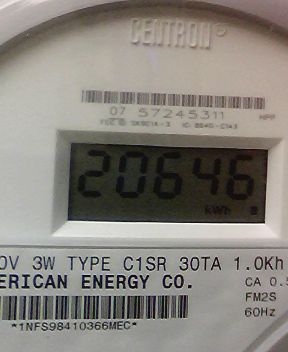 CENTRON®
07 57245311
20646
kWh
0V 3W TYPE C1SR 30TA 1.0Kh
ERICAN ENERGY CO. CA 0.5
FM2S
*1NFS98410366MEC* 60Hz